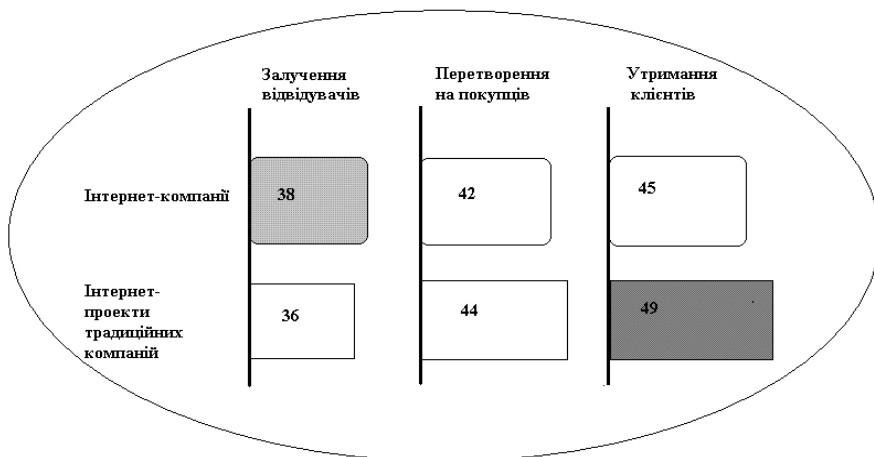 Залучення
відвідувачів
Перетворення
на покупців
Утримання
клієнтів
Інтернет-компанії
38
42
45
Інтернет-
проекти
традиційних
компаній
36
44
49